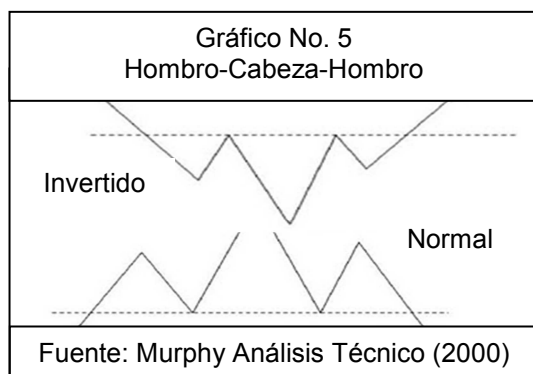 Gráfico No. 5
Hombro-Cabeza-Hombro
Invertido
Normal
Fuente: Murphy Análisis Técnico (2000)